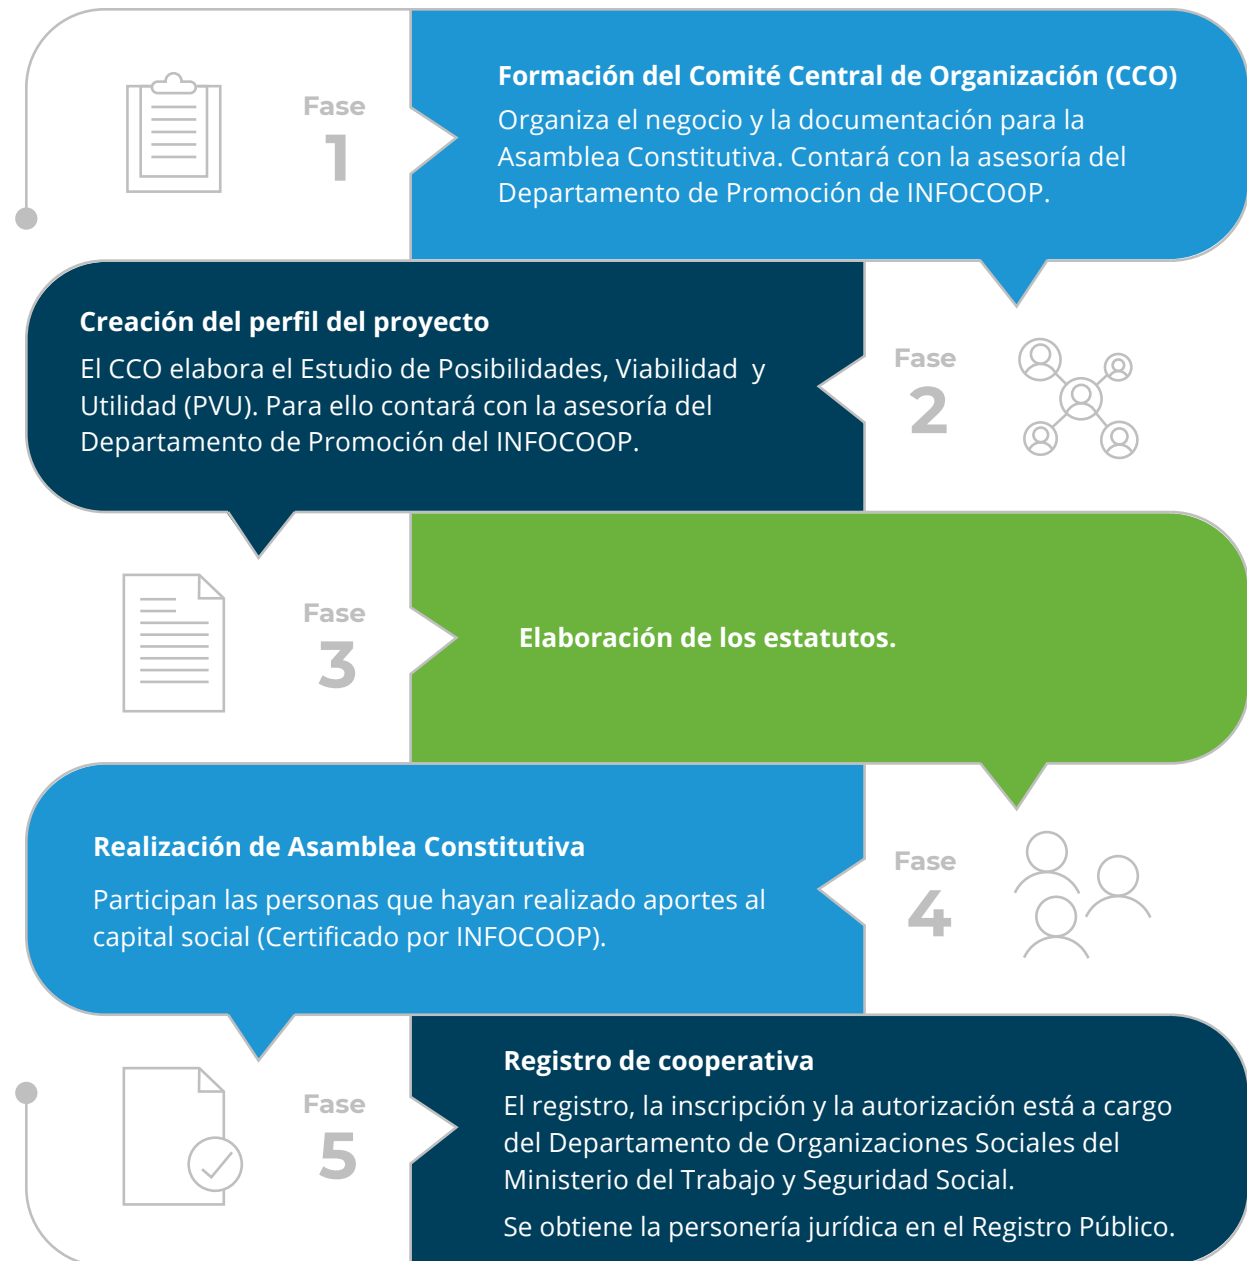 Fase
1
Formación del Comité Central de Organización (CCO)
Organiza el negocio y la documentación para la
Asamblea Constitutiva. Contará con la asesoría del
Departamento de Promoción de INFOCOOP.
Creación del perfil del proyecto
El CCO elabora el Estudio de Posibilidades, Viabilidad y
Utilidad (PVU). Para ello contará con la asesoría del
Departamento de Promoción del INFOCOOP.
Fase
2
Fase
3
Elaboración de los estatutos.
Realización de Asamblea Constitutiva
Participan las personas que hayan realizado aportes al
capital social (Certificado por INFOCOOP).
Fase
4
Fase
5
Registro de cooperativa
El registro, la inscripción y la autorización está a cargo
del Departamento de Organizaciones Sociales del
Ministerio del Trabajo y Seguridad Social.
Se obtiene la personería jurídica en el Registro Público.